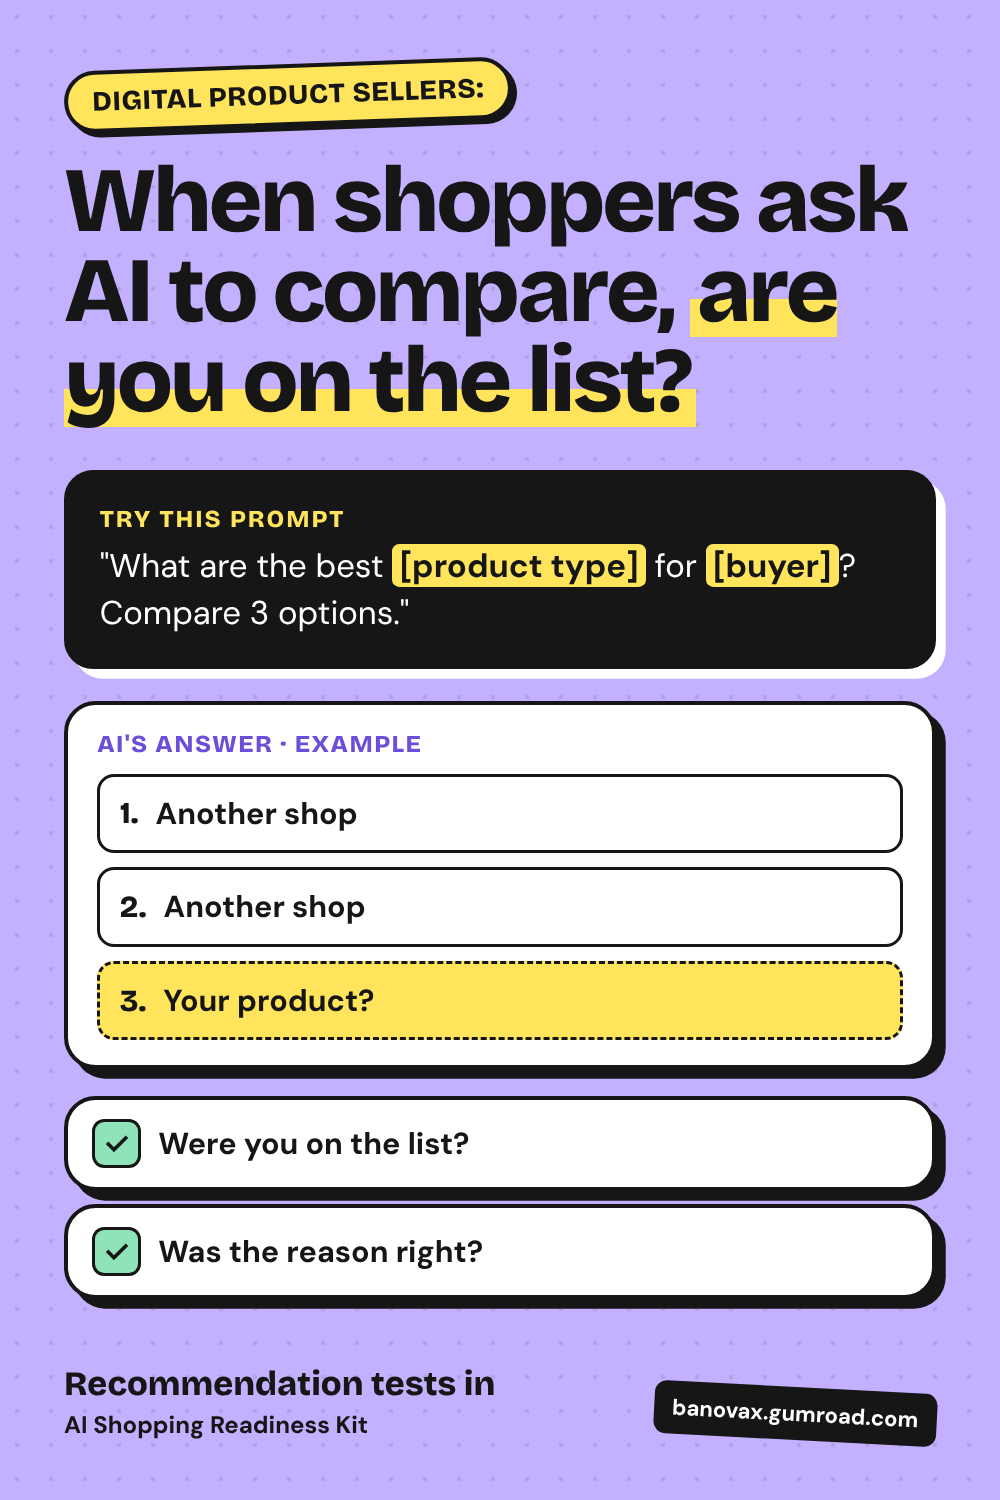 DIGITAL PRODUCT SELLERS:
When shoppers ask
AI to compare, are
you on the list?
TRY THIS PROMPT
"What are the best [product type] for [buyer]?
Compare 3 options."
AI'S ANSWER · EXAMPLE
1. Another shop
2. Another shop
3. Your product?
Were you on the list?
Was the reason right?
Recommendation tests in
AI Shopping Readiness Kit
banovax.gumroad.com